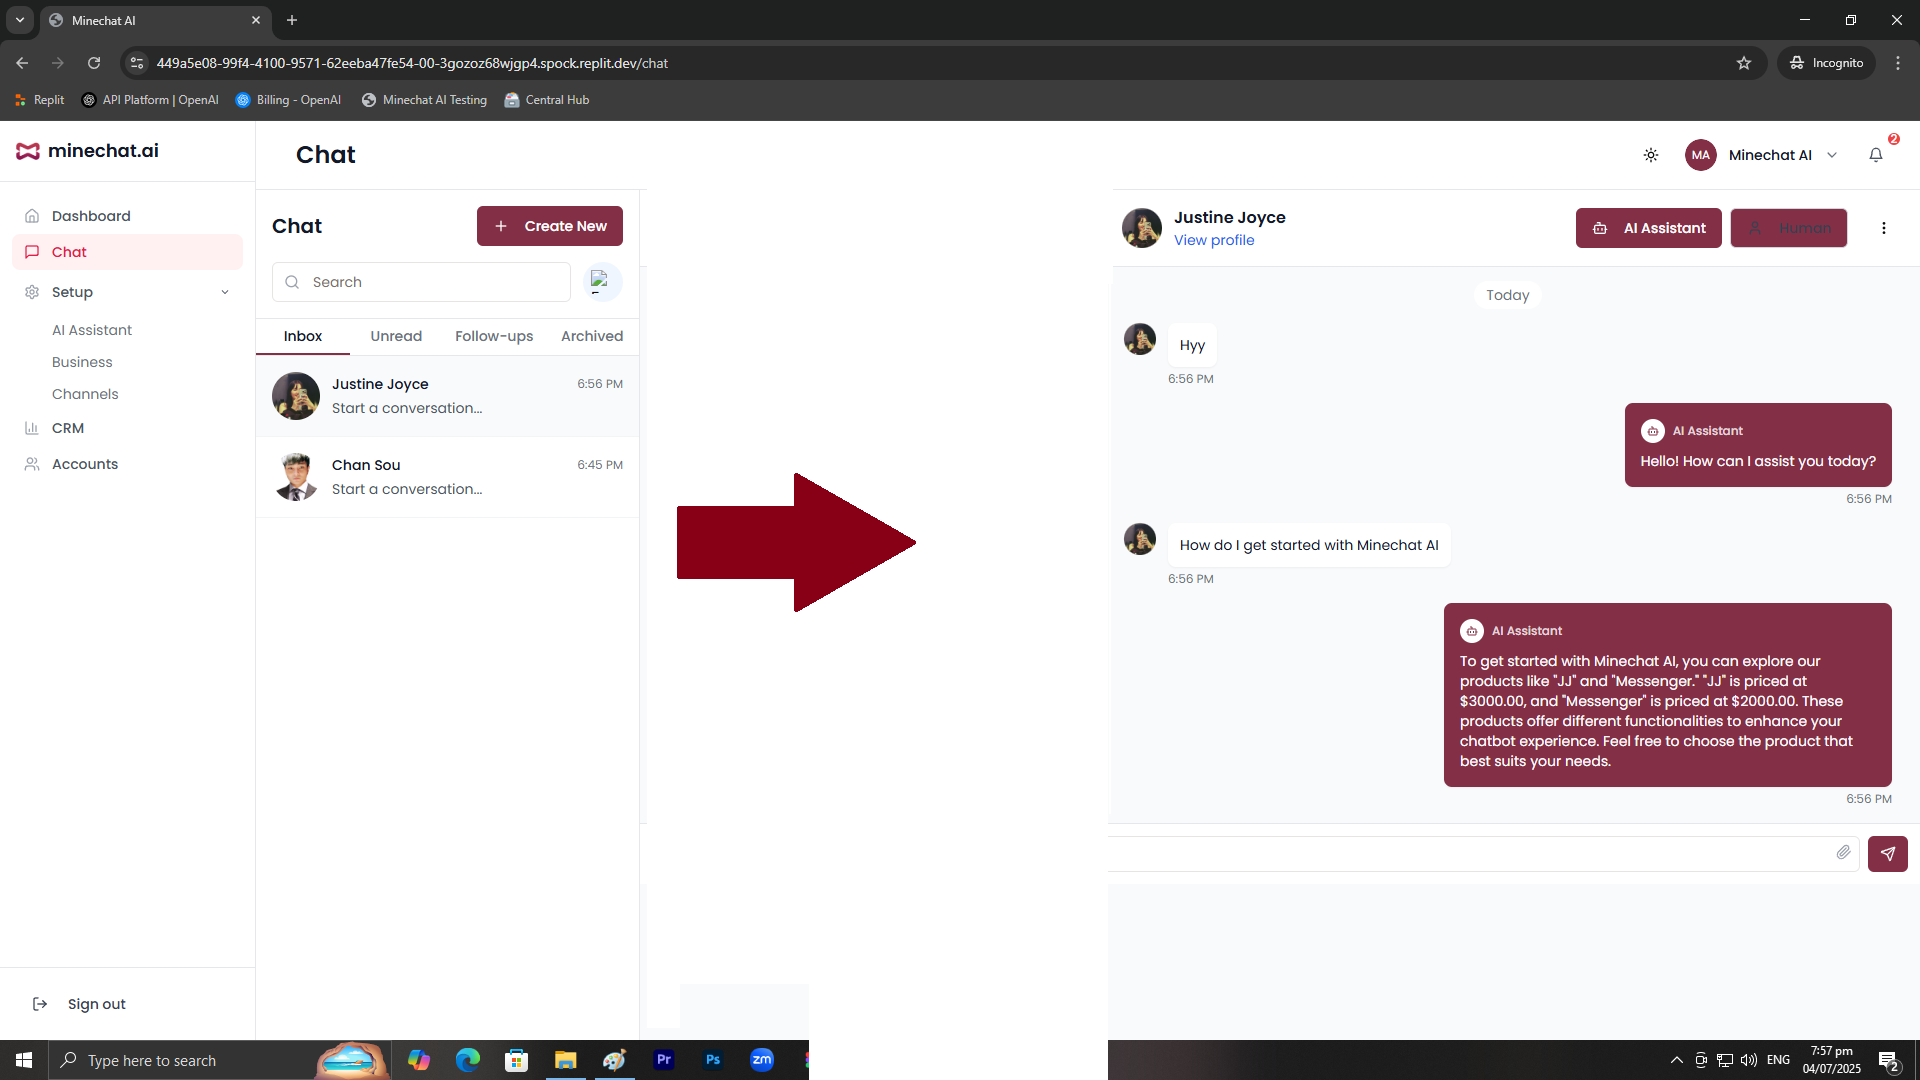 Minechat AI
449a5e08-99f4-4100-9571-62eeba47fe54-00-3gozoz68wjgp4.spock.replit.dev/chat
Incognito
Replit
API Platform | OpenAI
Billing - OpenAI
Minechat AI Testing
Central Hub
minechat.ai
Chat
MA
Minechat AI
2
Dashboard
Chat
Setup
AI Assistant
Business
Channels
CRM
Accounts
Sign out
Chat
Create New
Search
Inbox
Unread
Follow-ups
Archived
Justine Joyce
6:56 PM
Start a conversation...
Chan Sou
6:45 PM
Start a conversation...
Justine Joyce
View profile
AI Assistant
Human
Today
Hyy
6:56 PM
AI Assistant
Hello! How can I assist you today?
6:56 PM
How do I get started with Minechat AI
6:56 PM
AI Assistant
To get started with Minechat AI, you can explore our
products like "JJ" and "Messenger." "JJ" is priced at
$3000.00, and "Messenger" is priced at $2000.00. These
products offer different functionalities to enhance your
chatbot experience. Feel free to choose the product that
best suits your needs.
6:56 PM
Type here to search
Pr
Ps
zm
ENG
7:57 pm
04/07/2025
2